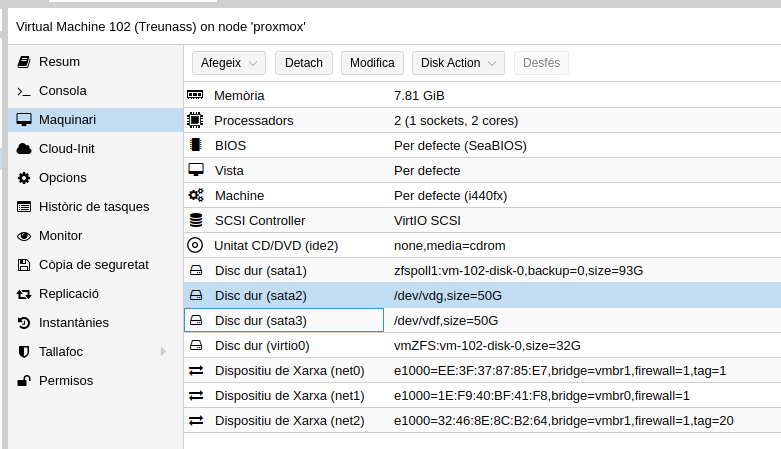 Virtual Machine 102 (Treunass) on node 'proxmox'
Resum
Consola
Maquinari
Cloud-Init
Opcions
Històric de tasques
Monitor
Còpia de seguretat
Replicació
Instantànies
Tallafoc
Permisos
Afegeix Detach Modifica Disk Action Desfés
Memòria 7.81 GiB
Processadors 2 (1 sockets, 2 cores)
BIOS Per defecte (SeaBIOS)
Vista Per defecte
Machine Per defecte (i440fx)
SCSI Controller VirtIO SCSI
Unitat CD/DVD (ide2) none,media=cdrom
Disc dur (sata1) zfspoll1:vm-102-disk-0,backup=0,size=93G
Disc dur (sata2) /dev/vdg,size=50G
Disc dur (sata3) /dev/vdf,size=50G
Disc dur (virtio0) vmZFS:vm-102-disk-0,size=32G
Dispositiu de Xarxa (net0) e1000=EE:3F:37:87:85:E7,bridge=vmbr1,firewall=1,tag=1
Dispositiu de Xarxa (net1) e1000=1E:F9:40:BF:41:F8,bridge=vmbr0,firewall=1
Dispositiu de Xarxa (net2) e1000=32:46:8E:8C:B2:64,bridge=vmbr1,firewall=1,tag=20